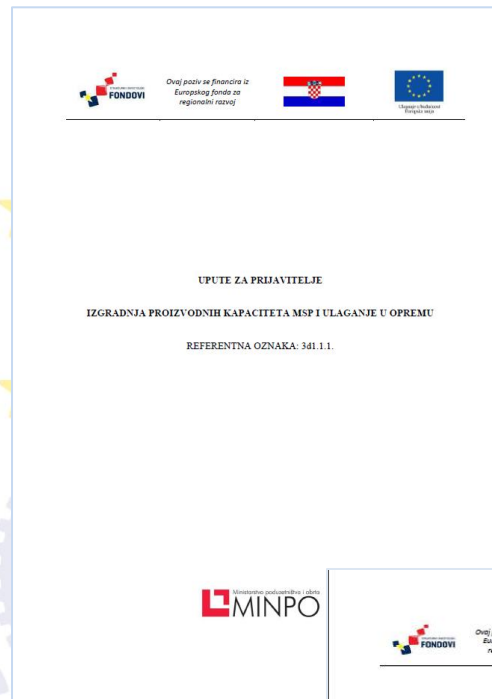 FONDOVI
Ovaj poziv se financira iz
Europskog fonda za
regionalni razvoj
Ulaganje u budućnost
Europska unija
UPUTE ZA PRIJAVITELJE
IZGRADNJA PROIZVODNIH KAPACITETA MSP I ULAGANJE U OPREMU
REFERENTNA OZNAKA: 3d1.1.1.
Ministarstvo poduzetništva i obrta
MINPO
FONDOVI
Ovaj